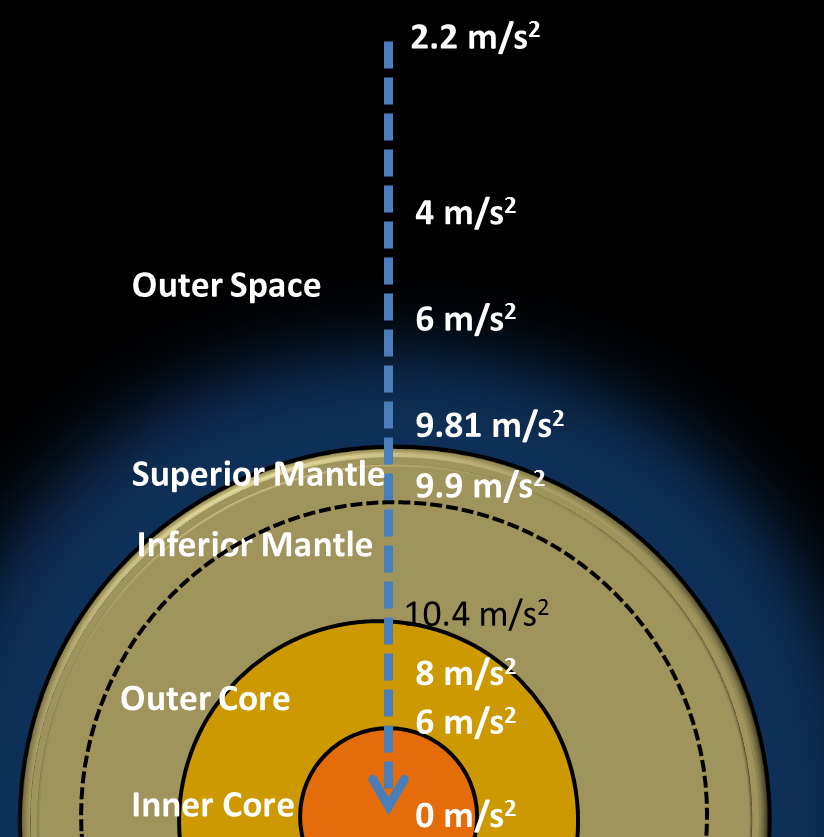 2.2 m/s²
4 m/s²
Outer Space
6 m/s²
9.81 m/s²
Superior Mantle
9.9 m/s²
Inferior Mantle
10.4 m/s²
8 m/s²
Outer Core
6 m/s²
Inner Core
0 m/s²